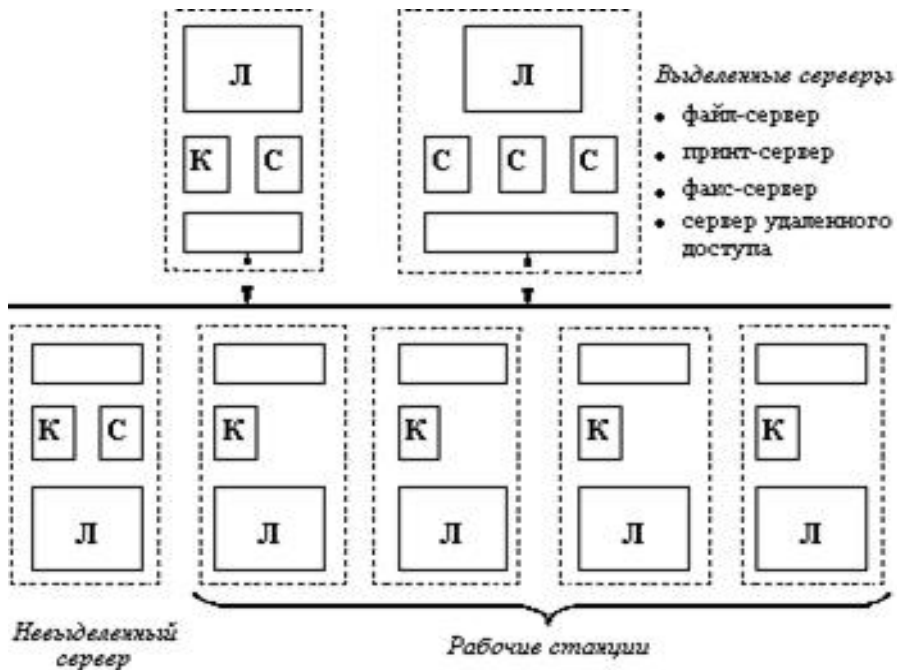 Л
Л
К С
С С С
Выделенные серверы
• файл-сервер
• принт-сервер
• факс-сервер
• сервер удаленного
доступа
К С
К
К
К
К
Л
Л
Л
Л
Л
Невыделенный
сервер
Рабочие станции